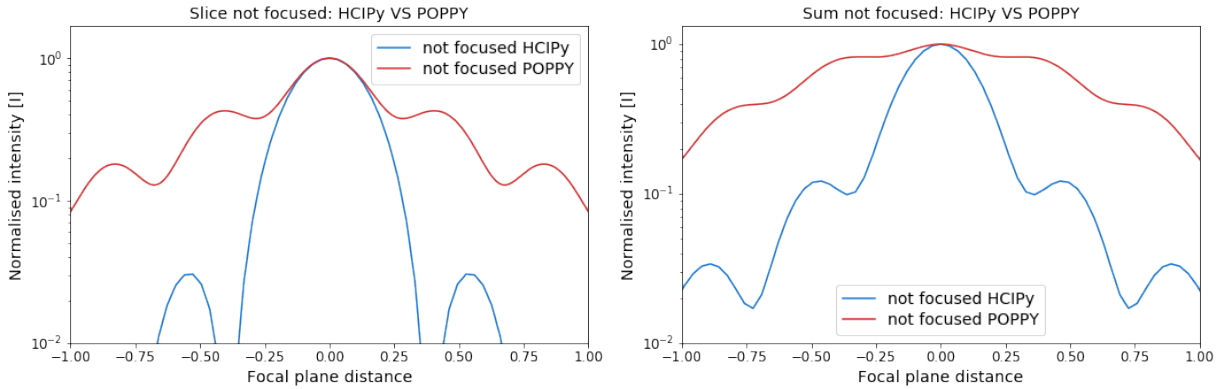 Slice not focused: HCIPy VS POPPY
Normalised intensity [I]
10⁰
10⁻¹
10⁻²
not focused HCIPy
not focused POPPY
−1.00 −0.75 −0.50 −0.25 0.00 0.25 0.50 0.75 1.00
Focal plane distance
Sum not focused: HCIPy VS POPPY
Normalised intensity [I]
10⁰
10⁻¹
10⁻²
not focused HCIPy
not focused POPPY
−1.00 −0.75 −0.50 −0.25 0.00 0.25 0.50 0.75 1.00
Focal plane distance